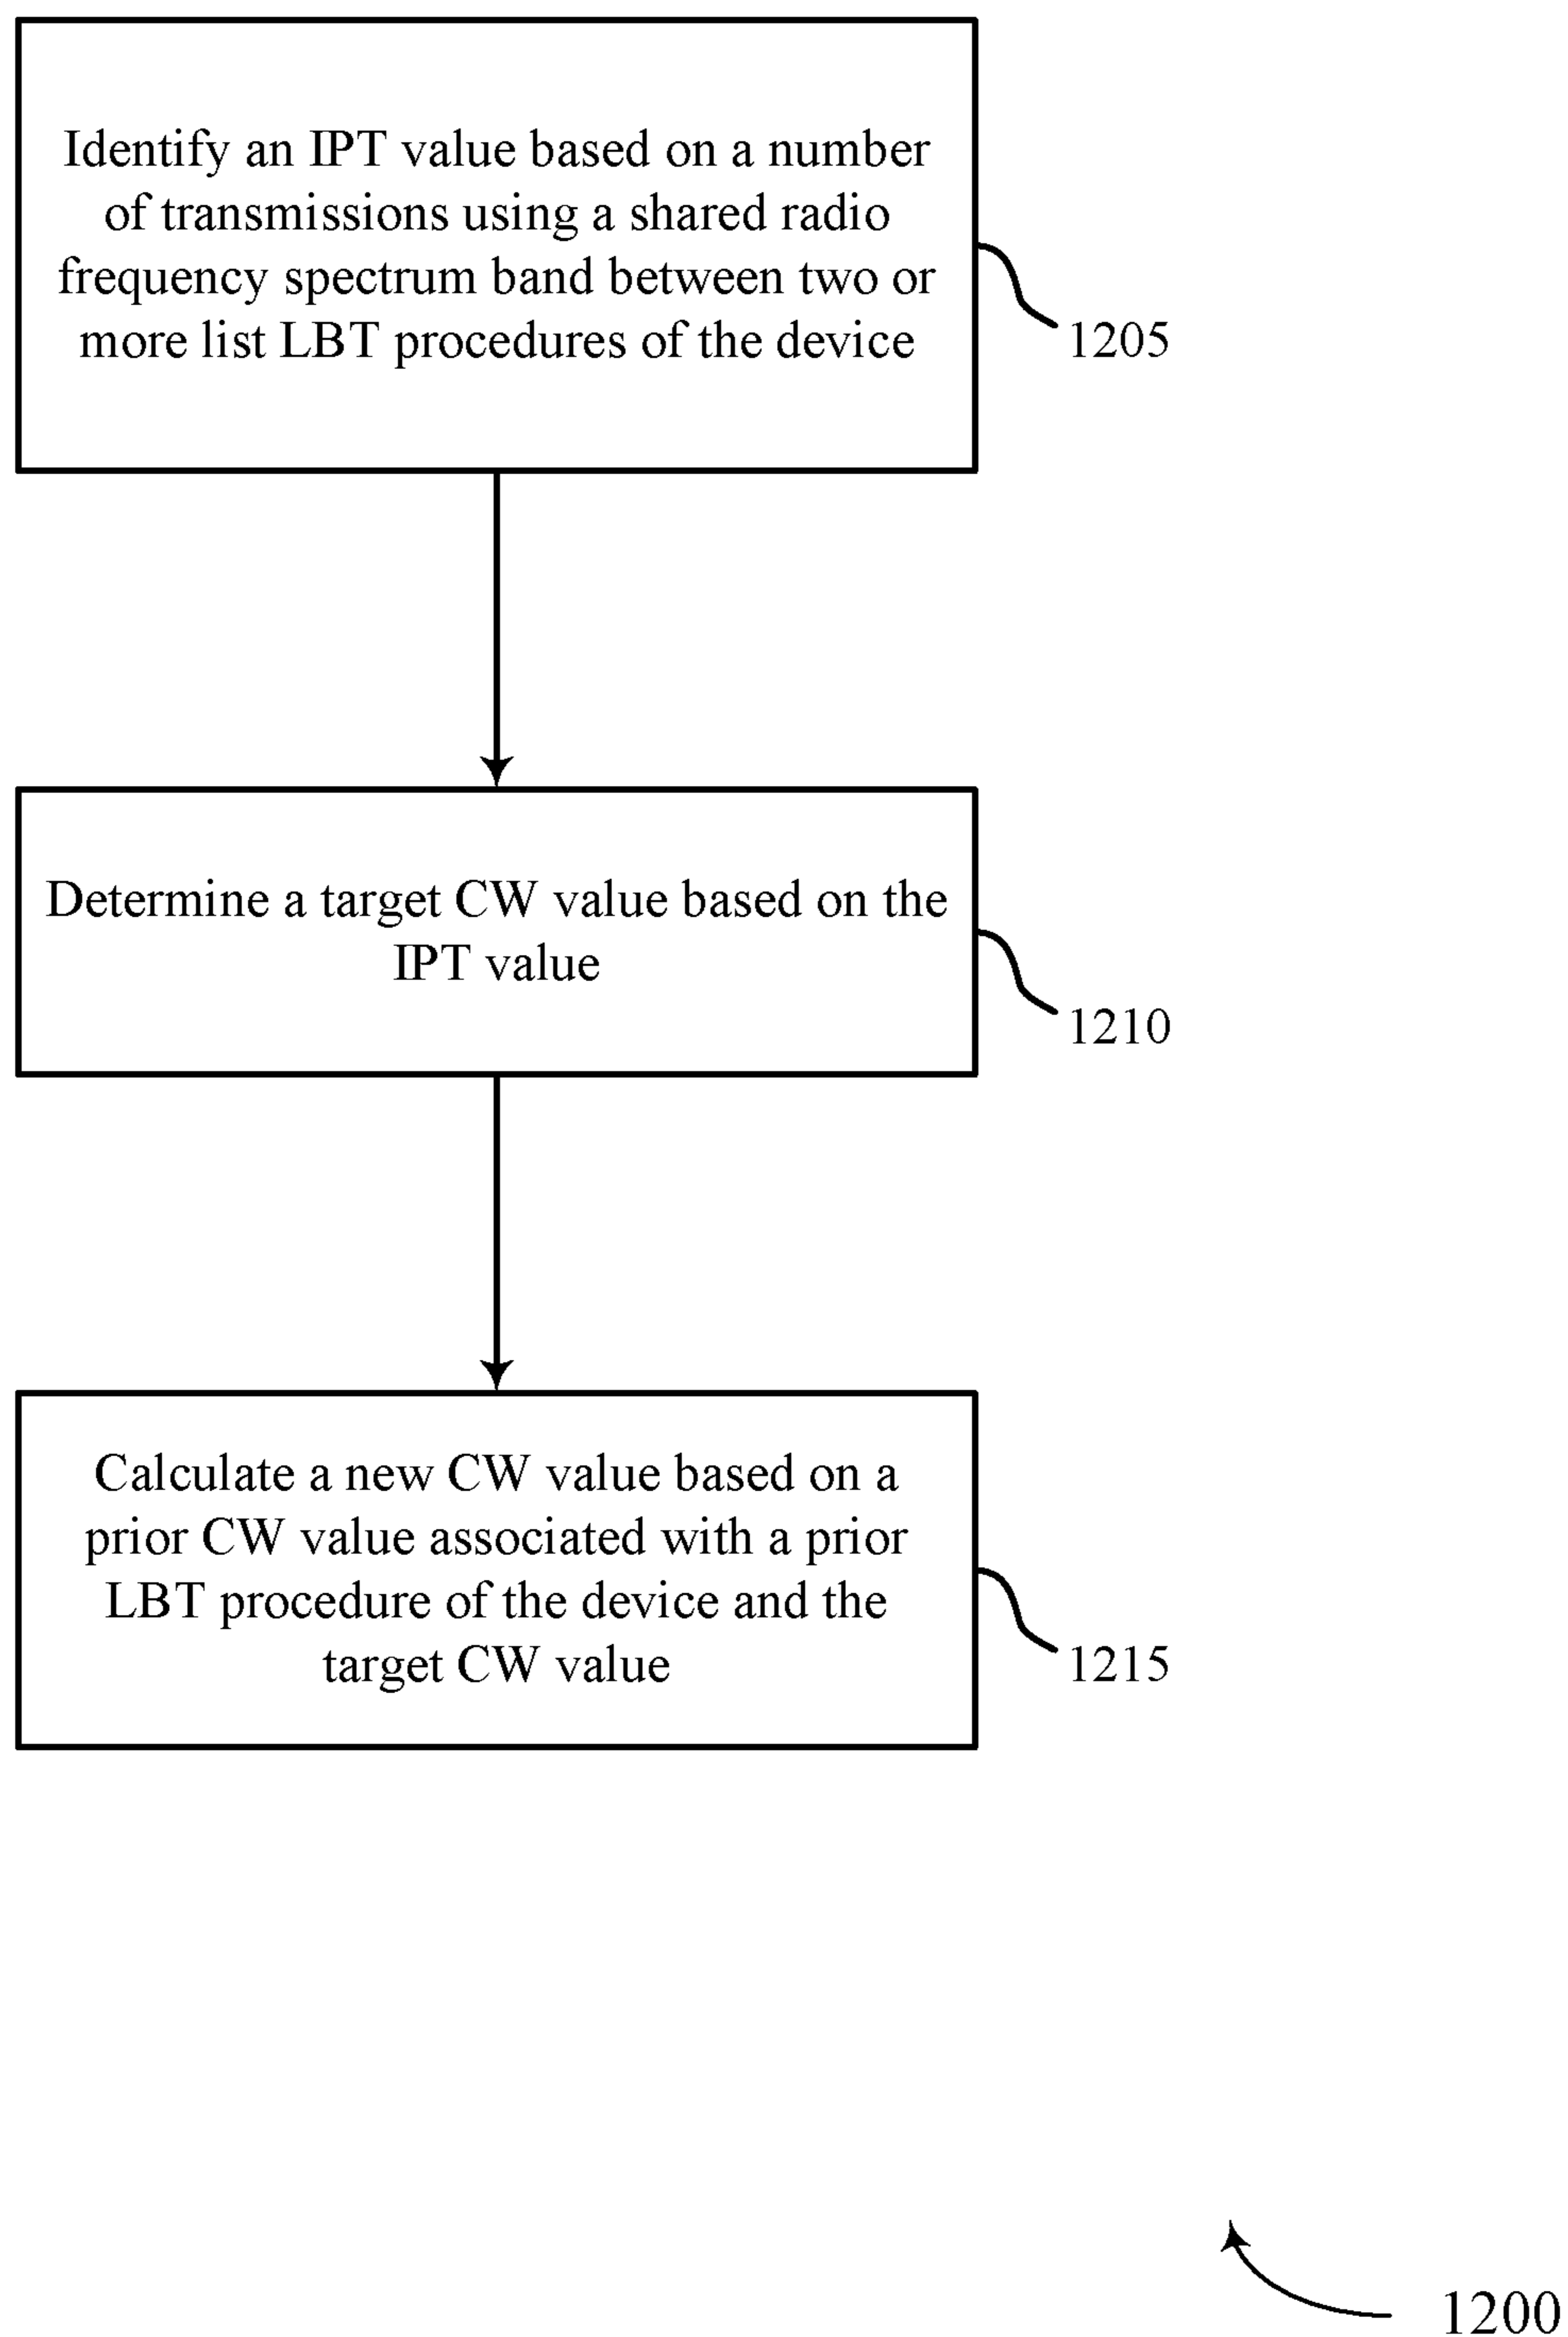 Identify an IPT value based on a number
of transmissions using a shared radio
frequency spectrum band between two or
more list LBT procedures of the device
1205
Determine a target CW value based on the
IPT value
1210
Calculate a new CW value based on a
prior CW value associated with a prior
LBT procedure of the device and the
target CW value
1215
1200